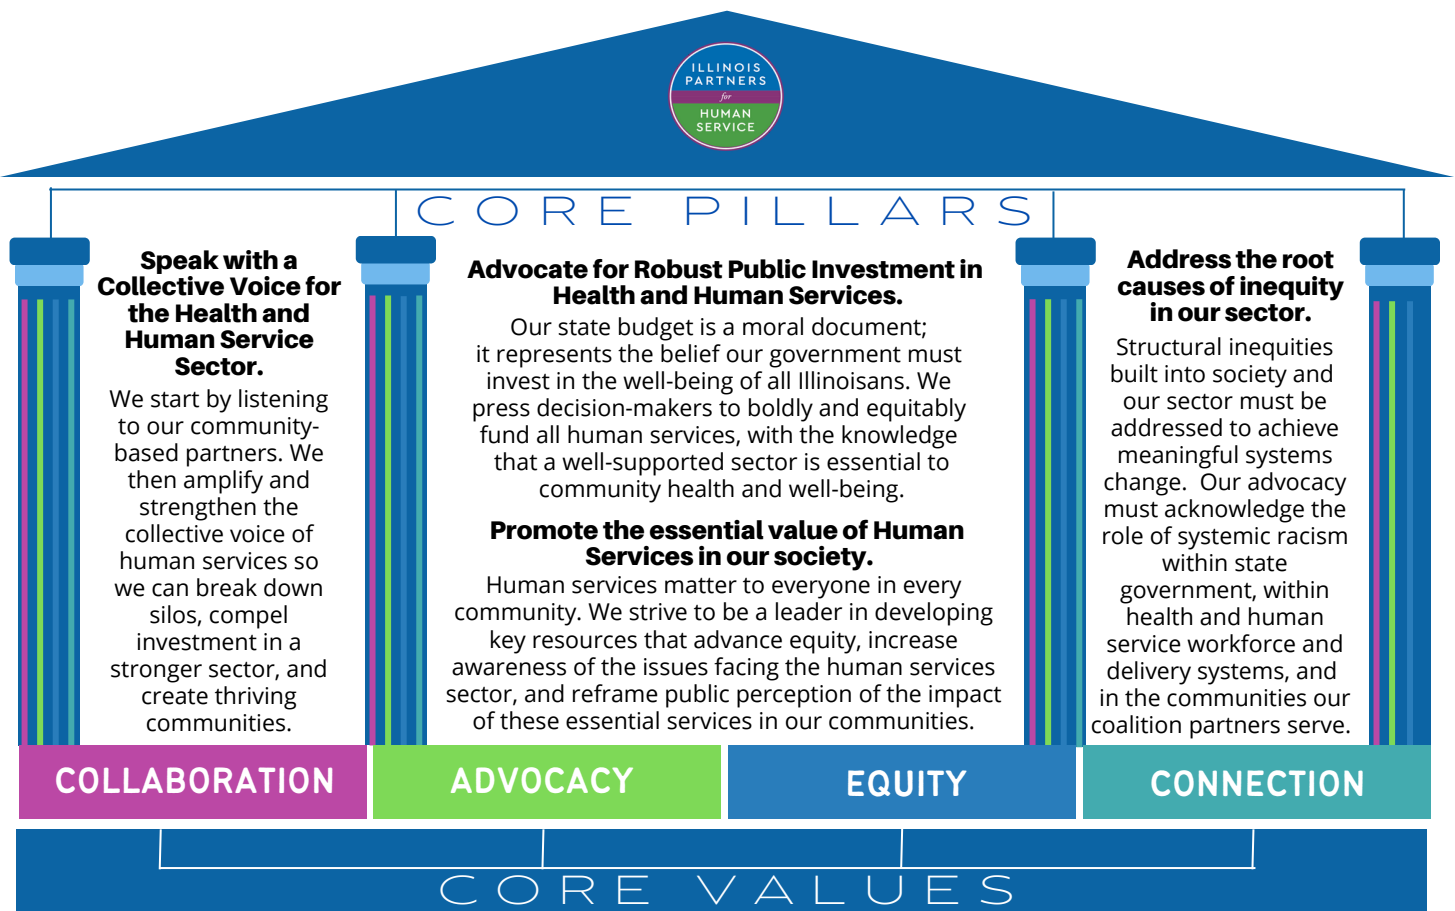 ILLINOIS
PARTNERS
for
HUMAN
SERVICE
CORE PILLARS
Speak with a
Collective Voice for
the Health and
Human Service
Sector.
We start by listening
to our community-
based partners. We
then amplify and
strengthen the
collective voice of
human services so
we can break down
silos, compel
investment in a
stronger sector, and
create thriving
communities.
Advocate for Robust Public Investment in
Health and Human Services.
Our state budget is a moral document;
it represents the belief our government must
invest in the well-being of all Illinoisans. We
press decision-makers to boldly and equitably
fund all human services, with the knowledge
that a well-supported sector is essential to
community health and well-being.
Promote the essential value of Human
Services in our society.
Human services matter to everyone in every
community. We strive to be a leader in developing
key resources that advance equity, increase
awareness of the issues facing the human services
sector, and reframe public perception of the impact
of these essential services in our communities.
Address the root
causes of inequity
in our sector.
Structural inequities
built into society and
our sector must be
addressed to achieve
meaningful systems
change.  Our advocacy
must acknowledge the
role of systemic racism
within state
government, within
health and human
service workforce and
delivery systems, and
in the communities our
coalition partners serve.
COLLABORATION
ADVOCACY
EQUITY
CONNECTION
CORE VALUES